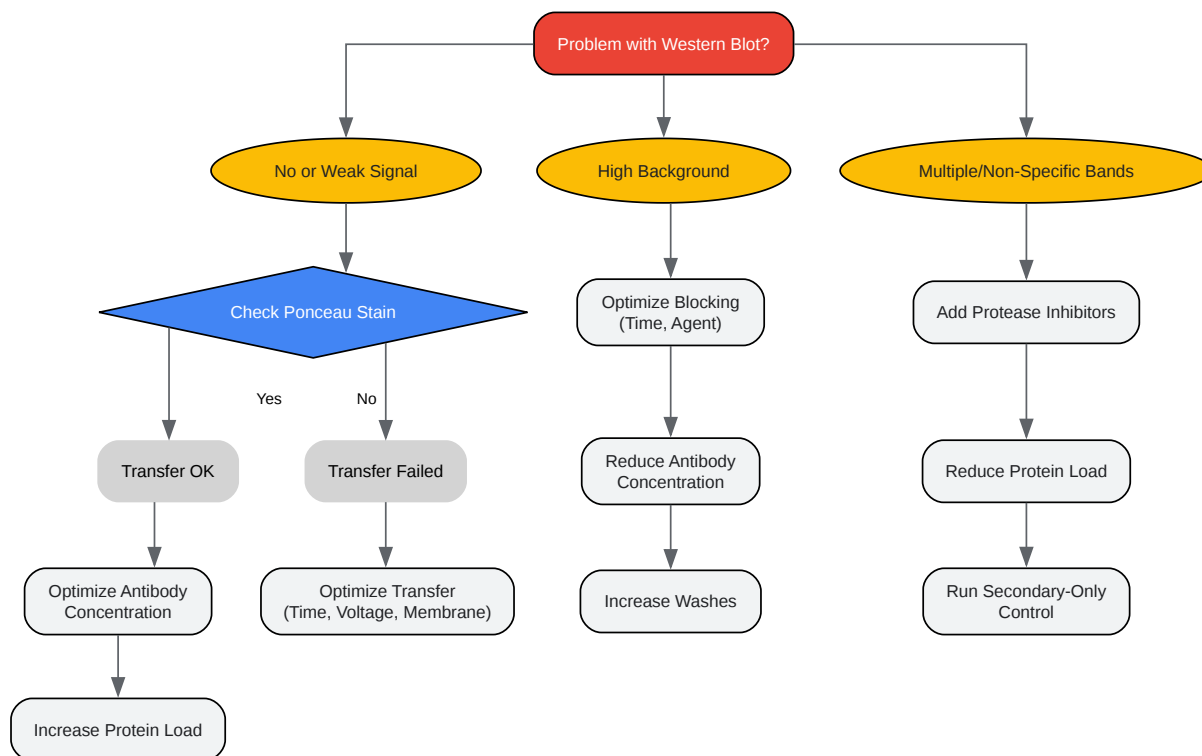 Problem with Western Blot?
No or Weak Signal
High Background
Multiple/Non-Specific Bands
Check Ponceau Stain
Optimize Blocking
(Time, Agent)
Add Protease Inhibitors
Yes
No
Transfer OK
Transfer Failed
Reduce Antibody
Concentration
Reduce Protein Load
Optimize Antibody
Concentration
Optimize Transfer
(Time, Voltage, Membrane)
Increase Washes
Run Secondary-Only
Control
Increase Protein Load